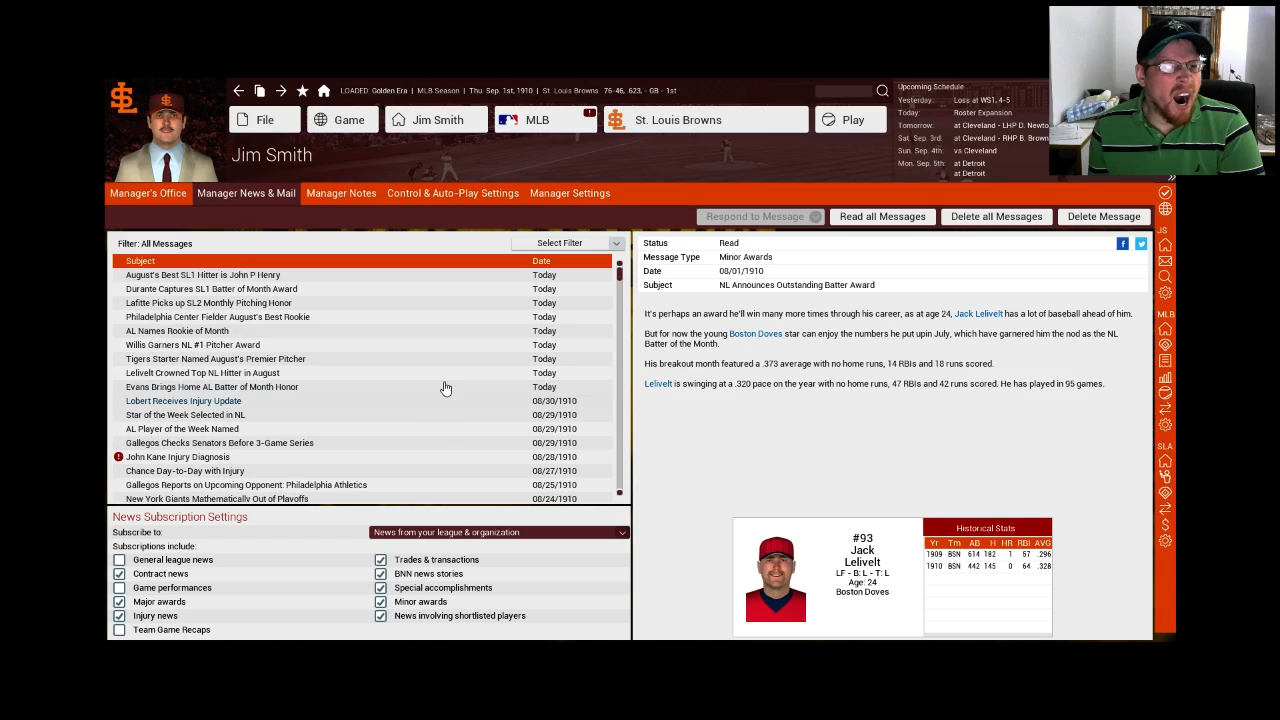 LOADED: Golden Era | MLB Season | Thu. Sep. 1st, 1910 | St. Louis Browns 76-46, .623, - GB - 1st
File
Game
Jim Smith
MLB
St. Louis Browns
Play
Upcoming Schedule
Yesterday: Loss at WS1, 4-5
Today: Roster Expansion
Tomorrow: at Cleveland - LHP D. Newto
Sat. Sep. 3rd: at Cleveland - RHP B. Brown
Sun. Sep. 4th: vs Cleveland
Mon. Sep. 5th: at Detroit
at Detroit
Jim Smith
Manager's Office
Manager News & Mail
Manager Notes
Control & Auto-Play Settings
Manager Settings
Respond to Message
Read all Messages
Delete all Messages
Delete Message
Filter: All Messages
Select Filter
Subject Date
August's Best SL1 Hitter is John P Henry Today
Durante Captures SL1 Batter of Month Award Today
Lafitte Picks up SL2 Monthly Pitching Honor Today
Philadelphia Center Fielder August's Best Rookie Today
AL Names Rookie of Month Today
Willis Garners NL #1 Pitcher Award Today
Tigers Starter Named August's Premier Pitcher Today
Lelivelt Crowned Top NL Hitter in August Today
Evans Brings Home AL Batter of Month Honor Today
Lobert Receives Injury Update 08/30/1910
Star of the Week Selected in NL 08/29/1910
AL Player of the Week Named 08/29/1910
Gallegos Checks Senators Before 3-Game Series 08/29/1910
John Kane Injury Diagnosis 08/28/1910
Chance Day-to-Day with Injury 08/27/1910
Gallegos Reports on Upcoming Opponent: Philadelphia Athletics 08/25/1910
New York Giants Mathematically Out of Playoffs 08/24/1910
News Subscription Settings
Subscribe to: News from your league & organization
Subscriptions include:
General league news Trades & transactions
Contract news BNN news stories
Game performances Special accomplishments
Major awards Minor awards
Injury news News involving shortlisted players
Team Game Recaps
Status Read
Message Type Minor Awards
Date 08/01/1910
Subject NL Announces Outstanding Batter Award
It's perhaps an award he'll win many more times through his career, as at age 24, Jack Lelivelt has a lot of baseball ahead of him.
But for now the young Boston Doves star can enjoy the numbers he put upin July, which have garnered him the nod as the NL
Batter of the Month.
His breakout month featured a .373 average with no home runs, 14 RBIs and 18 runs scored.
Lelivelt is swinging at a .320 pace on the year with no home runs, 47 RBIs and 42 runs scored. He has played in 95 games.
#93
Jack
Lelivelt
LF - B: L - T: L
Age: 24
Boston Doves
Historical Stats
Yr Tm AB H HR RBI AVG
1909 BSN 614 182 1 57 .296
1910 BSN 442 145 0 64 .328
JS
MLB
SLA